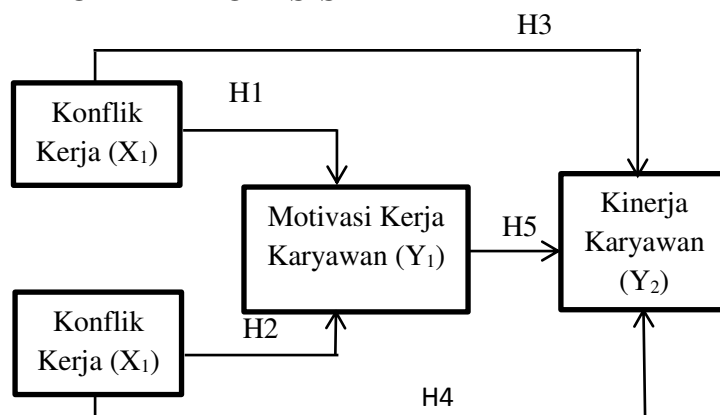 H3
H1
Konflik
Kerja (X₁)
Motivasi Kerja
Karyawan (Y₁)
H5
Kinerja
Karyawan
(Y₂)
Konflik
Kerja (X₁)
H2
H4